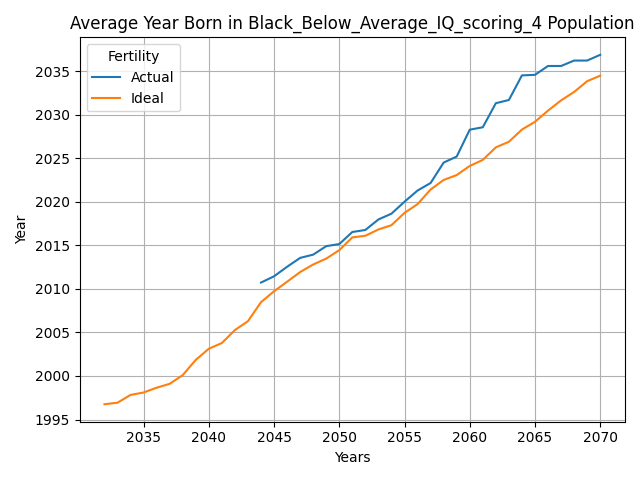 Average Year Born in Black_Below_Average_IQ_scoring_4 Population
Fertility
Actual
Ideal
Year
2035
2030
2025
2020
2015
2010
2005
2000
1995
2035 2040 2045 2050 2055 2060 2065 2070
Years